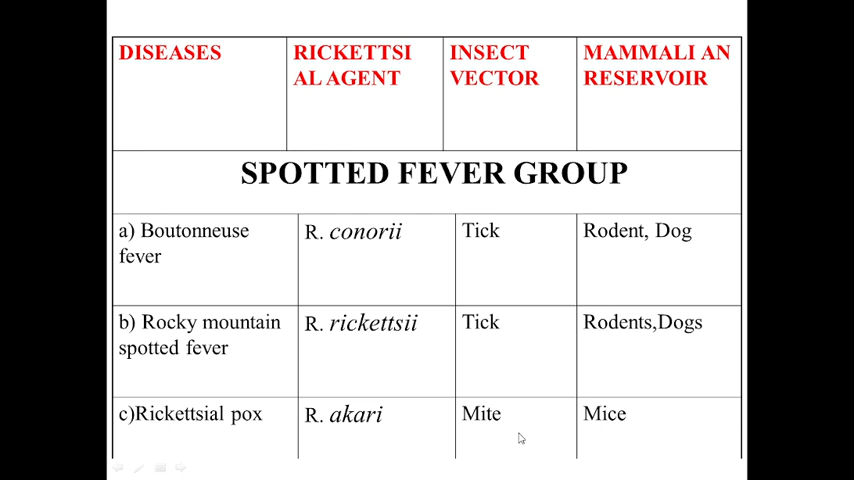 DISEASES
RICKETTSI
AL AGENT
INSECT
VECTOR
MAMMALI AN
RESERVOIR
SPOTTED FEVER GROUP
a) Boutonneuse
fever
R. conorii
Tick
Rodent, Dog
b) Rocky mountain
spotted fever
R. rickettsii
Tick
Rodents,Dogs
c)Rickettsial pox
R. akari
Mite
Mice